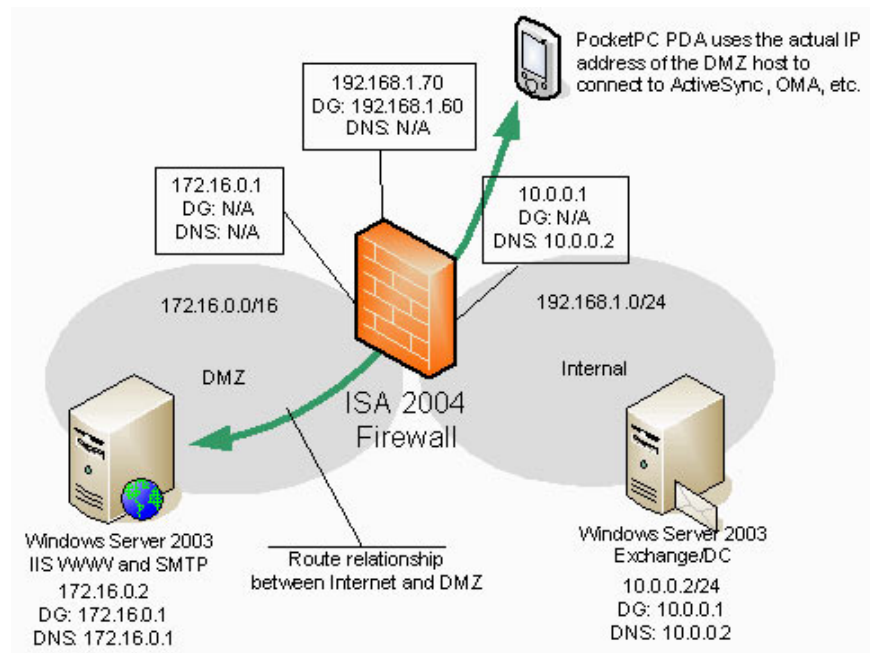 PocketPC PDA uses the actual IP
address of the DMZ host to
connect to ActiveSync, OMA, etc.
192.168.1.70
DG: 192.168.1.60
DNS: N/A
172.16.0.1
DG: N/A
DNS: N/A
10.0.0.1
DG: N/A
DNS: 10.0.0.2
172.16.0.0/16
192.168.1.0/24
DMZ
Internal
ISA 2004
Firewall
Windows Server 2003
IIS WWW and SMTP
172.16.0.2
DG: 172.16.0.1
DNS: 172.16.0.1
Route relationship
between Internet and DMZ
Windows Server 2003
Exchange/DC
10.0.0.2/24
DG: 10.0.0.1
DNS: 10.0.0.2